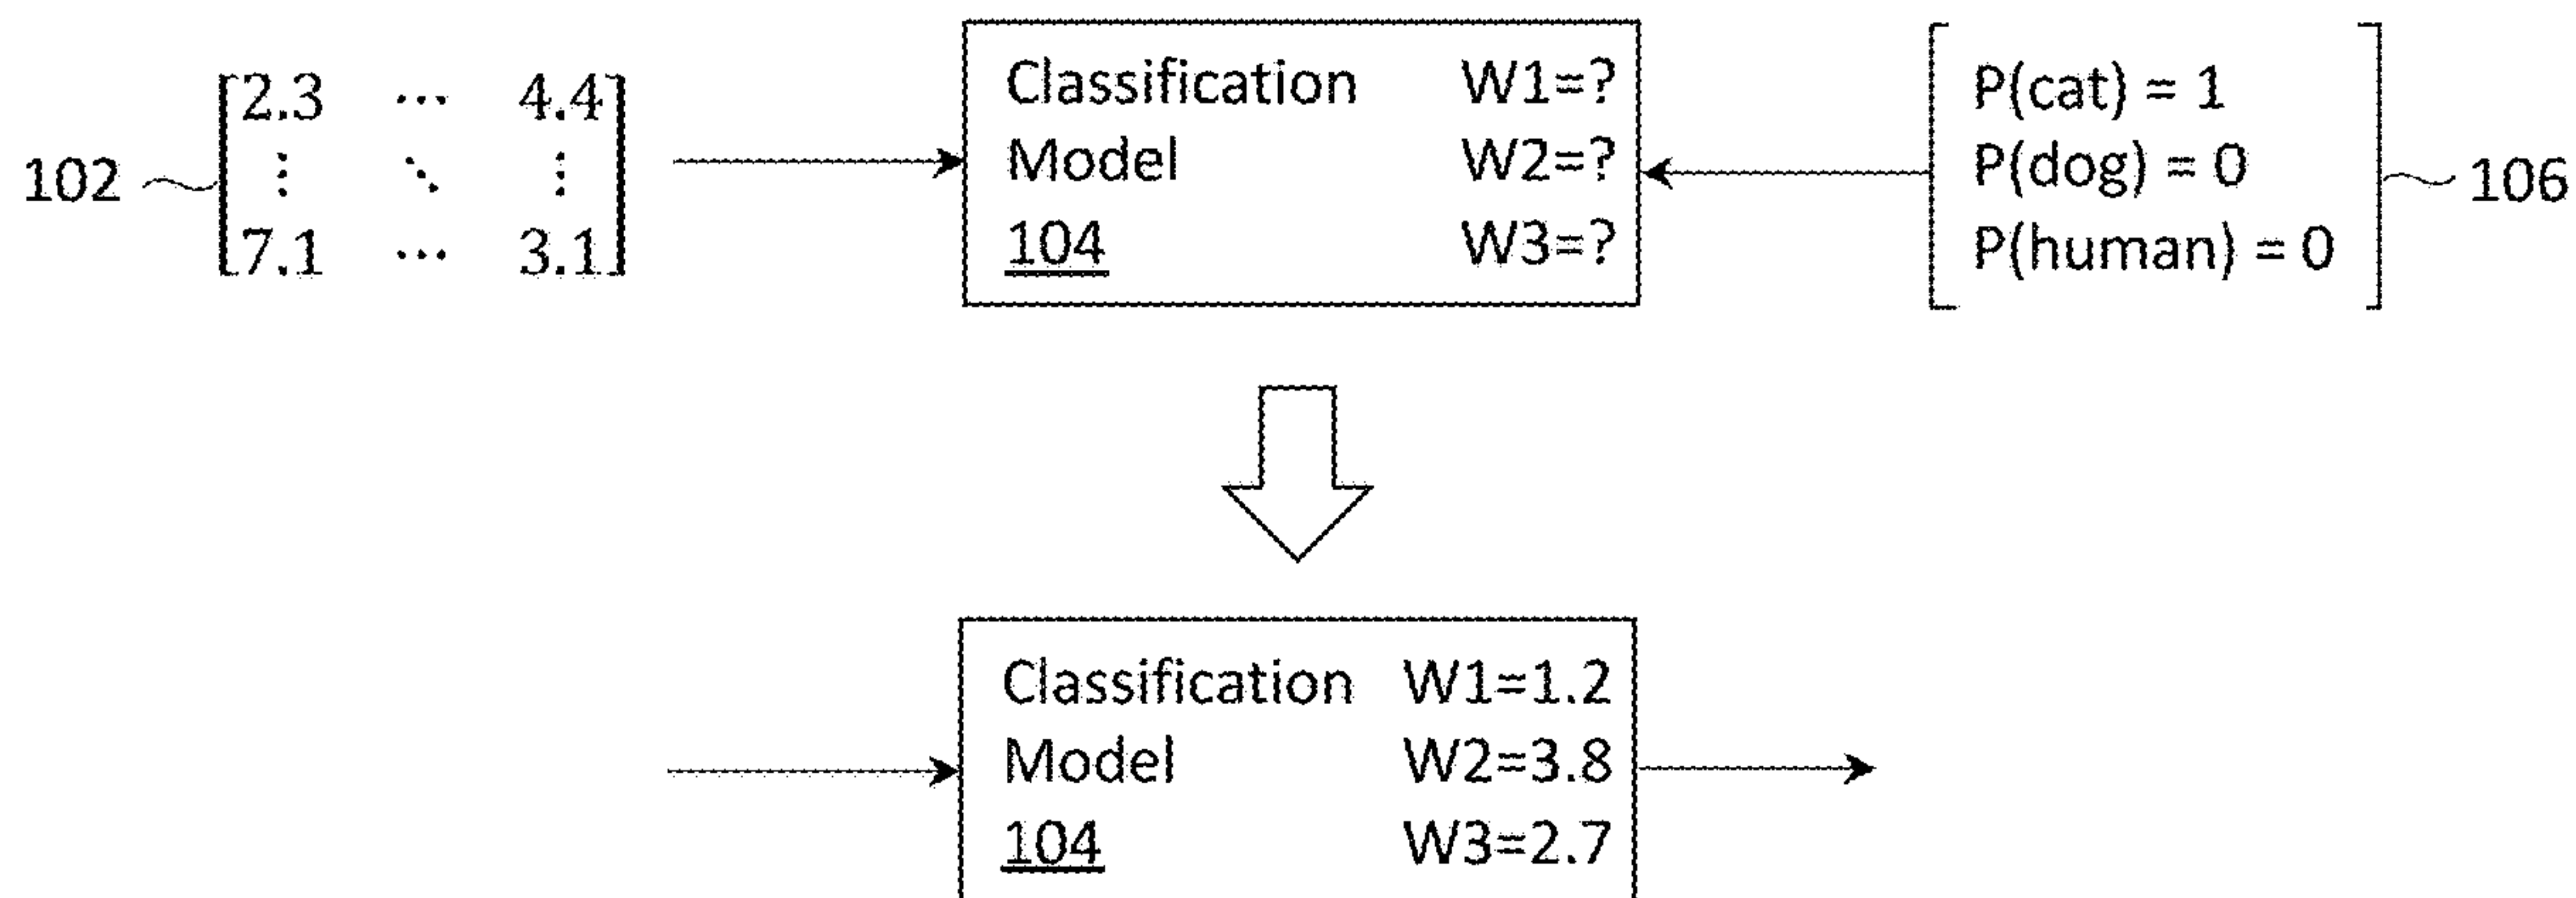 102
2.3 ⋯ 4.4
⋮ ⋱ ⋮
7.1 ⋯ 3.1
Classification W1=?
Model W2=?
104 W3=?
P(cat) = 1
P(dog) = 0
P(human) = 0
106
Classification W1=1.2
Model W2=3.8
104 W3=2.7